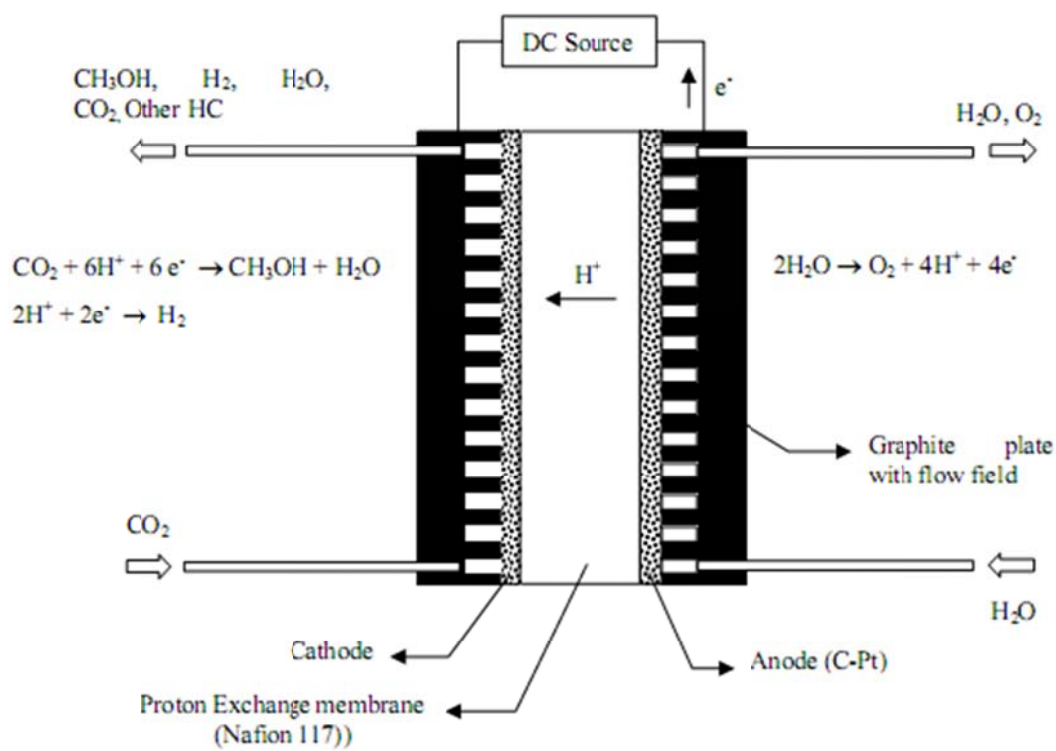 DC Source
CH₃OH, H₂, H₂O,
CO₂, Other HC
e⁻
H₂O, O₂
CO₂ + 6H⁺ + 6 e⁻ → CH₃OH + H₂O
2H⁺ + 2e⁻ → H₂
H⁺
2H₂O → O₂ + 4H⁺ + 4e⁻
Graphite plate
with flow field
CO₂
H₂O
Cathode
Anode (C-Pt)
Proton Exchange membrane
(Nafion 117))